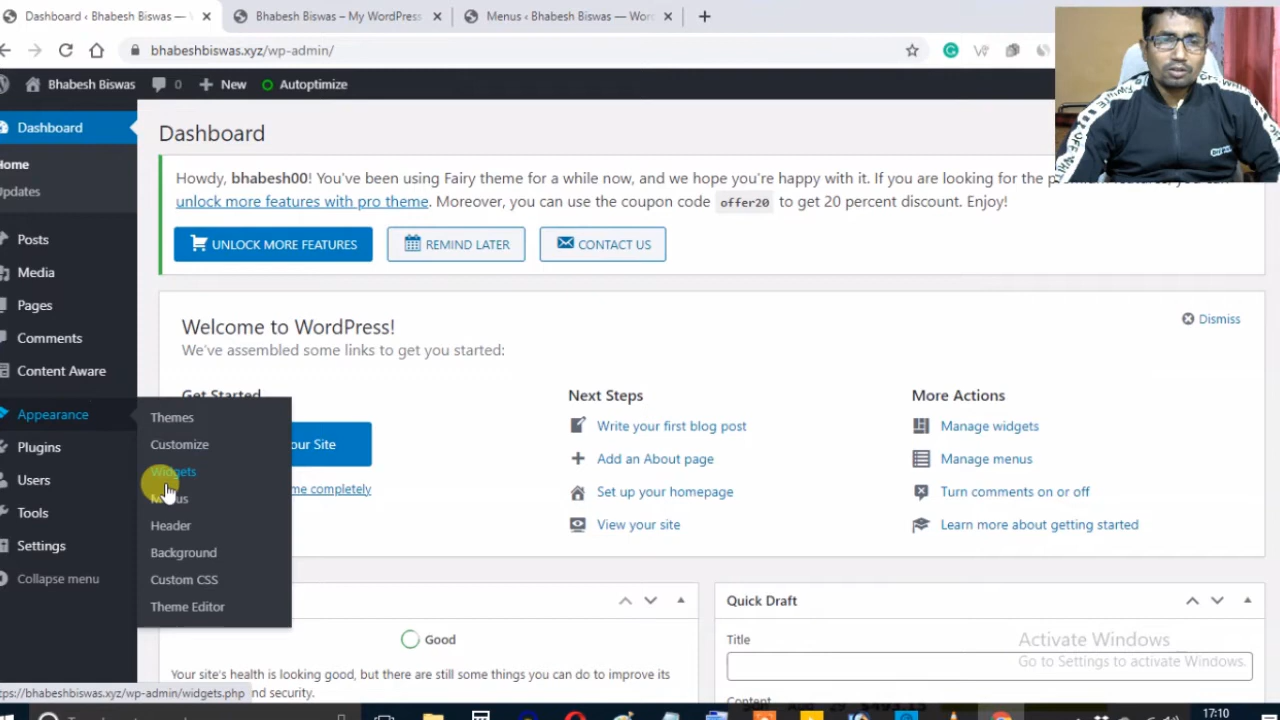 Dashboard ‹ Bhabesh Biswas —
Bhabesh Biswas – My WordPress
Menus ‹ Bhabesh Biswas — Wor
bhabeshbiswas.xyz/wp-admin/
Bhabesh Biswas
0
New
Autoptimize
Dashboard
Home
Updates
Posts
Media
Pages
Comments
Content Aware
Appearance
Plugins
Users
Tools
Settings
Collapse menu
Themes
Customize
Widgets
Header
Background
Custom CSS
Theme Editor
Dashboard
Howdy, bhabesh00! You've been using Fairy theme for a while now, and we hope you're happy with it. If you are looking for the
unlock more features with pro theme. Moreover, you can use the coupon code offer20 to get 20 percent discount. Enjoy!
UNLOCK MORE FEATURES
REMIND LATER
CONTACT US
Welcome to WordPress!
We've assembled some links to get you started:
Dismiss
Get Started
our Site
me completely
Next Steps
Write your first blog post
Add an About page
Set up your homepage
View your site
More Actions
Manage widgets
Manage menus
Turn comments on or off
Learn more about getting started
Good
Your site's health is looking good, but there are still some things you can do to improve its
nd security.
Quick Draft
Title
Activate Windows
Go to Settings to activate Windows.
tps://bhabeshbiswas.xyz/wp-admin/widgets.php
17:10